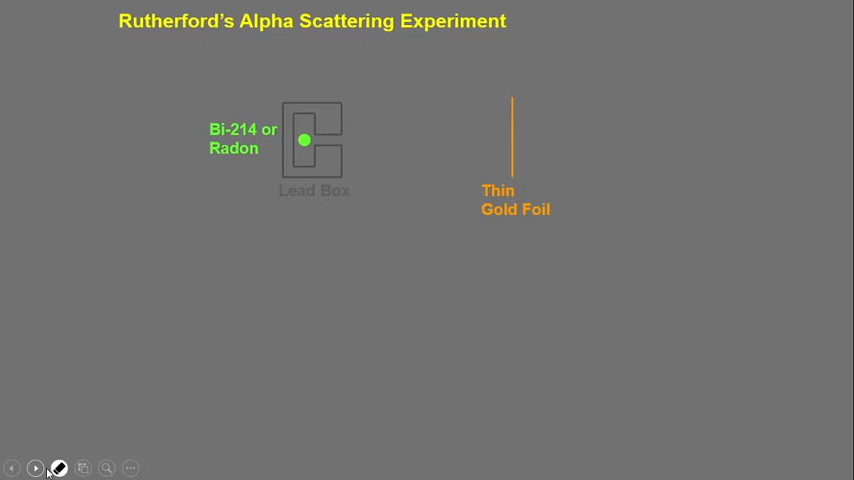 Rutherford’s Alpha Scattering Experiment
Bi-214 or
Radon
Lead Box
Thin
Gold Foil